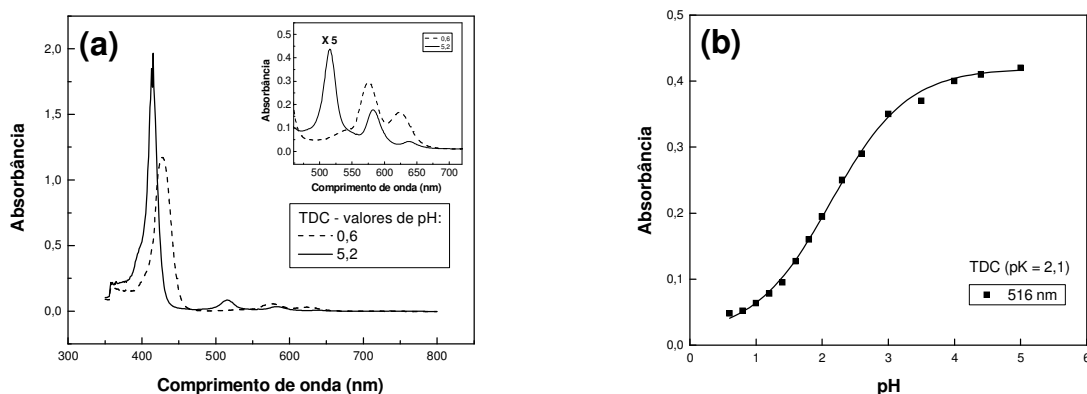 (a)
2,0
1,5
1,0
0,5
0,0
Absorbância
300 400 500 600 700 800
Comprimento de onda (nm)
X 5
0,6
5,2
0.5
0.4
0.3
0.2
0.1
0.0
Absorbância
500 550 600 650 700
Comprimento de onda (nm)
TDC - valores de pH:
0,6
5,2
(b)
0,5
0,4
0,3
0,2
0,1
0,0
Absorbância
0 1 2 3 4 5 6
pH
TDC (pK = 2,1)
516 nm